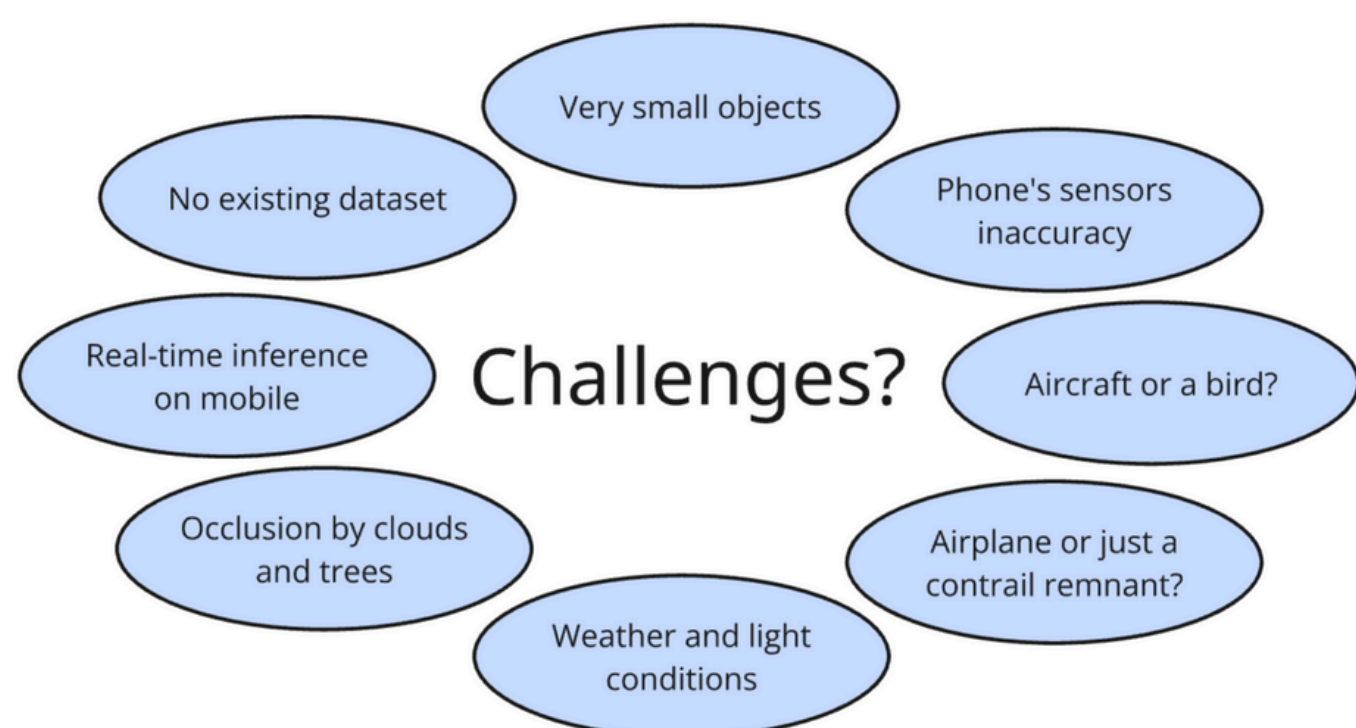 Very small objects
No existing dataset
Phone's sensors
inaccuracy
Real-time inference
on mobile
Challenges?
Aircraft or a bird?
Occlusion by clouds
and trees
Airplane or just a
contrail remnant?
Weather and light
conditions